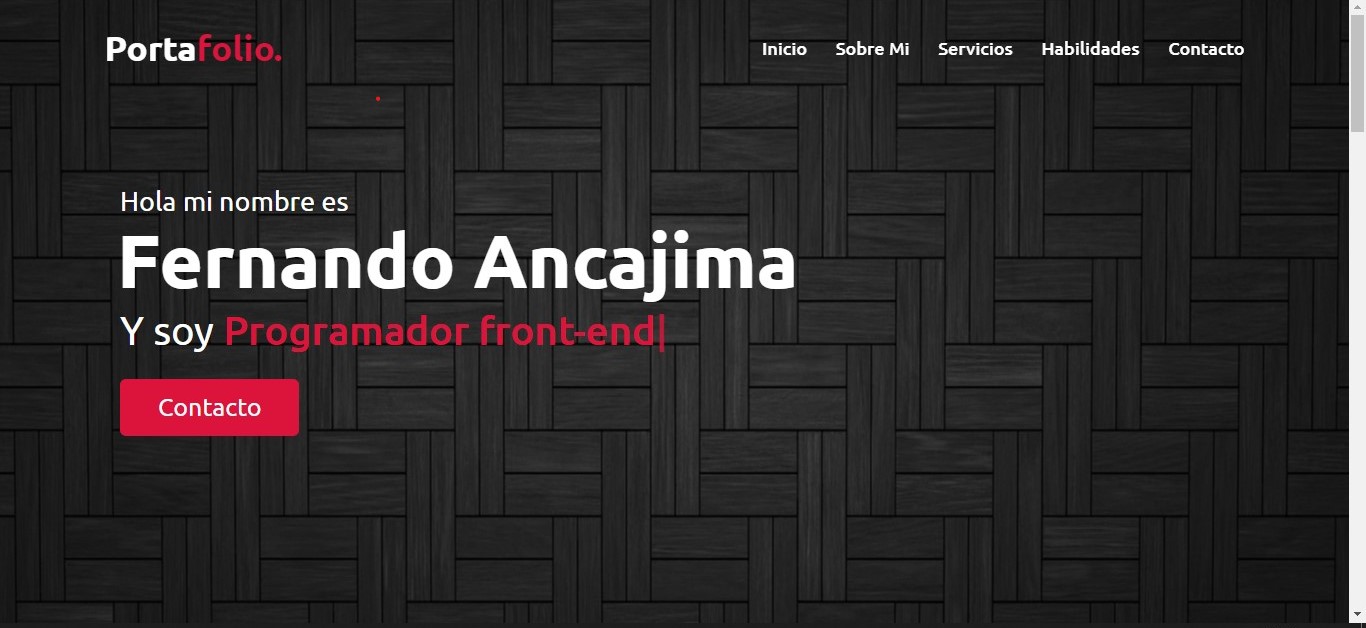 Portafolio.
Inicio Sobre Mi Servicios Habilidades Contacto
Hola mi nombre es
Fernando Ancajima
Y soy Programador front-end|
Contacto